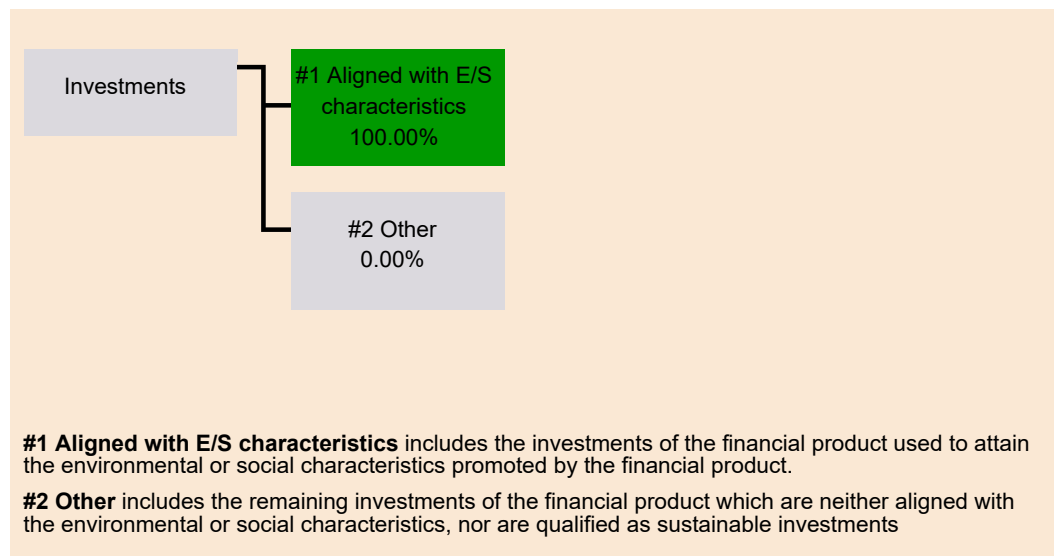 Investments
#1 Aligned with E/S
characteristics
100.00%
#2 Other
0.00%
#1 Aligned with E/S characteristics includes the investments of the financial product used to attain
the environmental or social characteristics promoted by the financial product.
#2 Other includes the remaining investments of the financial product which are neither aligned with
the environmental or social characteristics, nor are qualified as sustainable investments